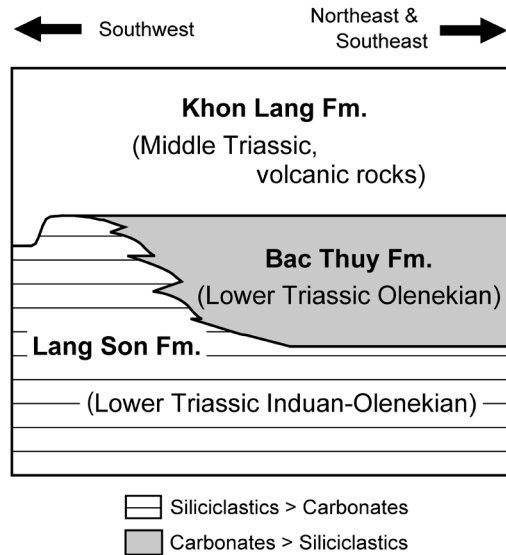 Southwest
Northeast &
Southeast
Khon Lang Fm.
(Middle Triassic,
volcanic rocks)
Bac Thuy Fm.
(Lower Triassic Olenekian)
Lang Son Fm.
(Lower Triassic Induan-Olenekian)
Siliciclastics > Carbonates
Carbonates > Siliciclastics